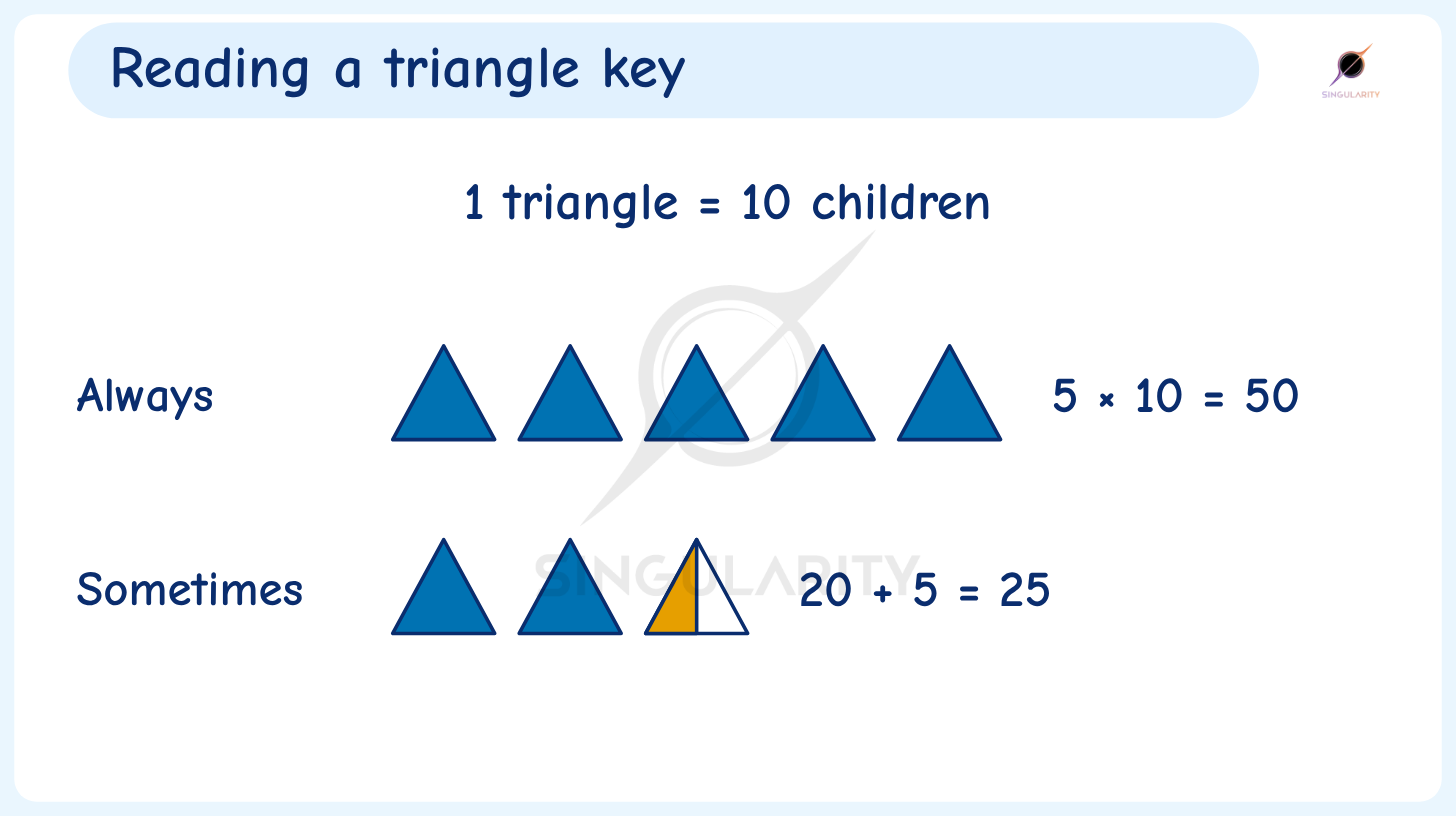 Reading a triangle key
SINGULARITY
1 triangle = 10 children
Always 5 × 10 = 50
SINGULARITY
Sometimes 20 + 5 = 25